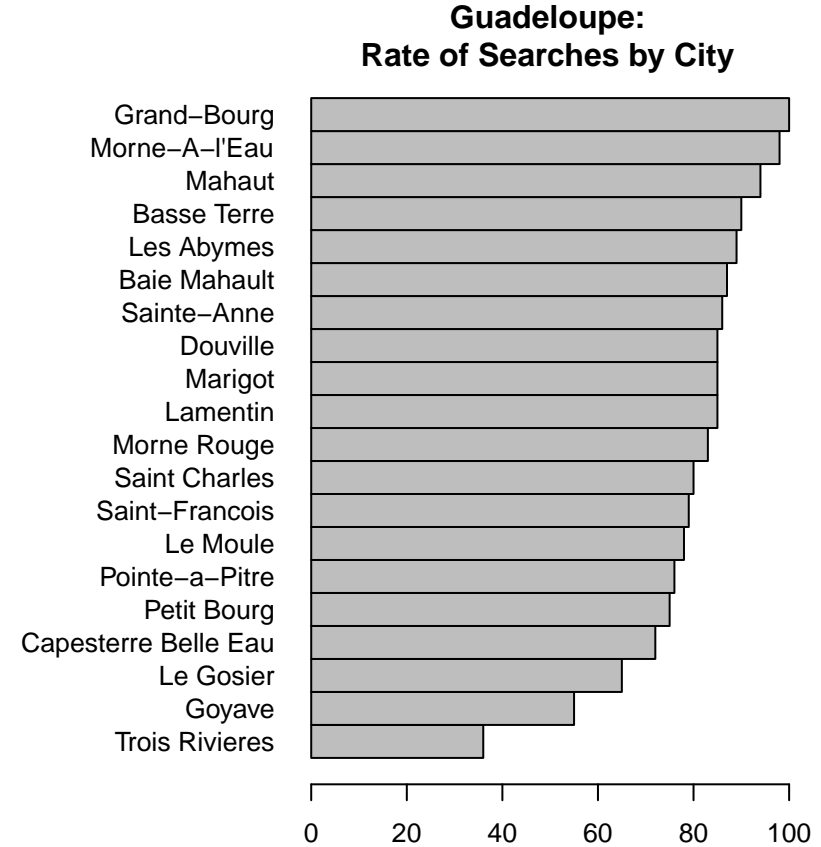 Guadeloupe:
Rate of Searches by City
Grand−Bourg
Morne−A−l'Eau
Mahaut
Basse Terre
Les Abymes
Baie Mahault
Sainte−Anne
Douville
Marigot
Lamentin
Morne Rouge
Saint Charles
Saint−Francois
Le Moule
Pointe−a−Pitre
Petit Bourg
Capesterre Belle Eau
Le Gosier
Goyave
Trois Rivieres
0 20 40 60 80 100